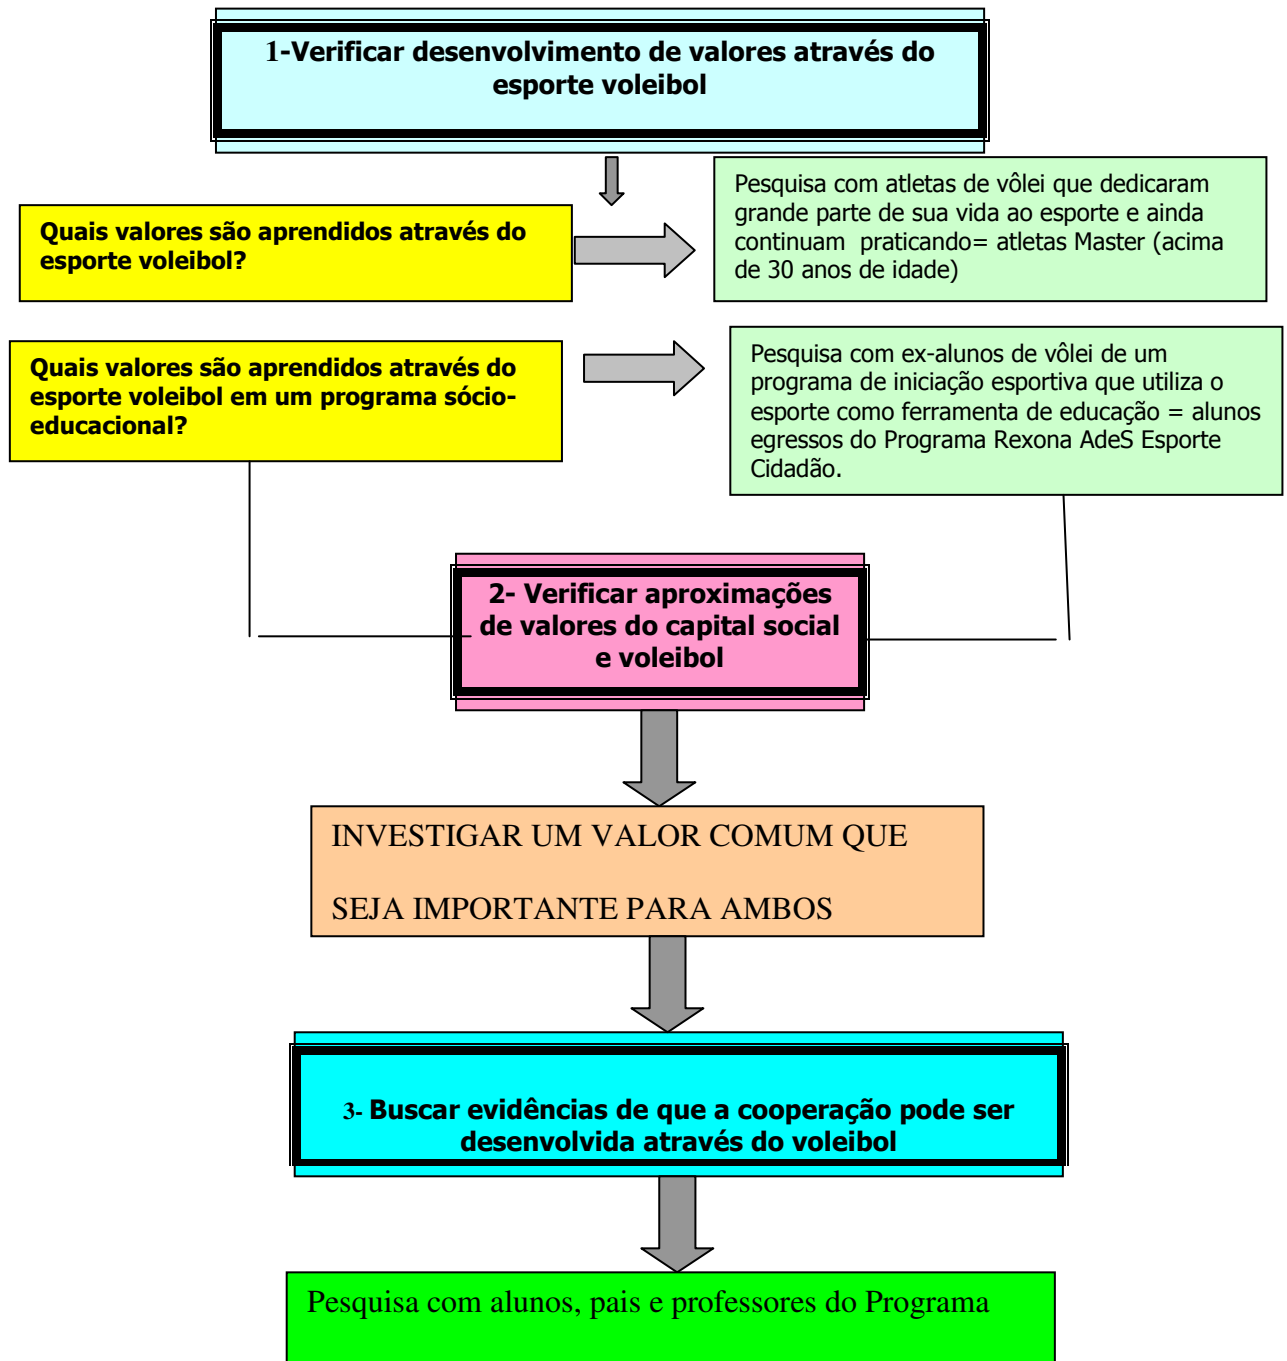 1-Verificar desenvolvimento de valores através do
esporte voleibol
Quais valores são aprendidos através do
esporte voleibol?
Pesquisa com atletas de vôlei que dedicaram
grande parte de sua vida ao esporte e ainda
continuam praticando= atletas Master (acima
de 30 anos de idade)
Quais valores são aprendidos através do
esporte voleibol em um programa sócio-
educacional?
Pesquisa com ex-alunos de vôlei de um
programa de iniciação esportiva que utiliza o
esporte como ferramenta de educação = alunos
egressos do Programa Rexona AdeS Esporte
Cidadão.
2- Verificar aproximações
de valores do capital social
e voleibol
INVESTIGAR UM VALOR COMUM QUE
SEJA IMPORTANTE PARA AMBOS
3- Buscar evidências de que a cooperação pode ser
desenvolvida através do voleibol
Pesquisa com alunos, pais e professores do Programa